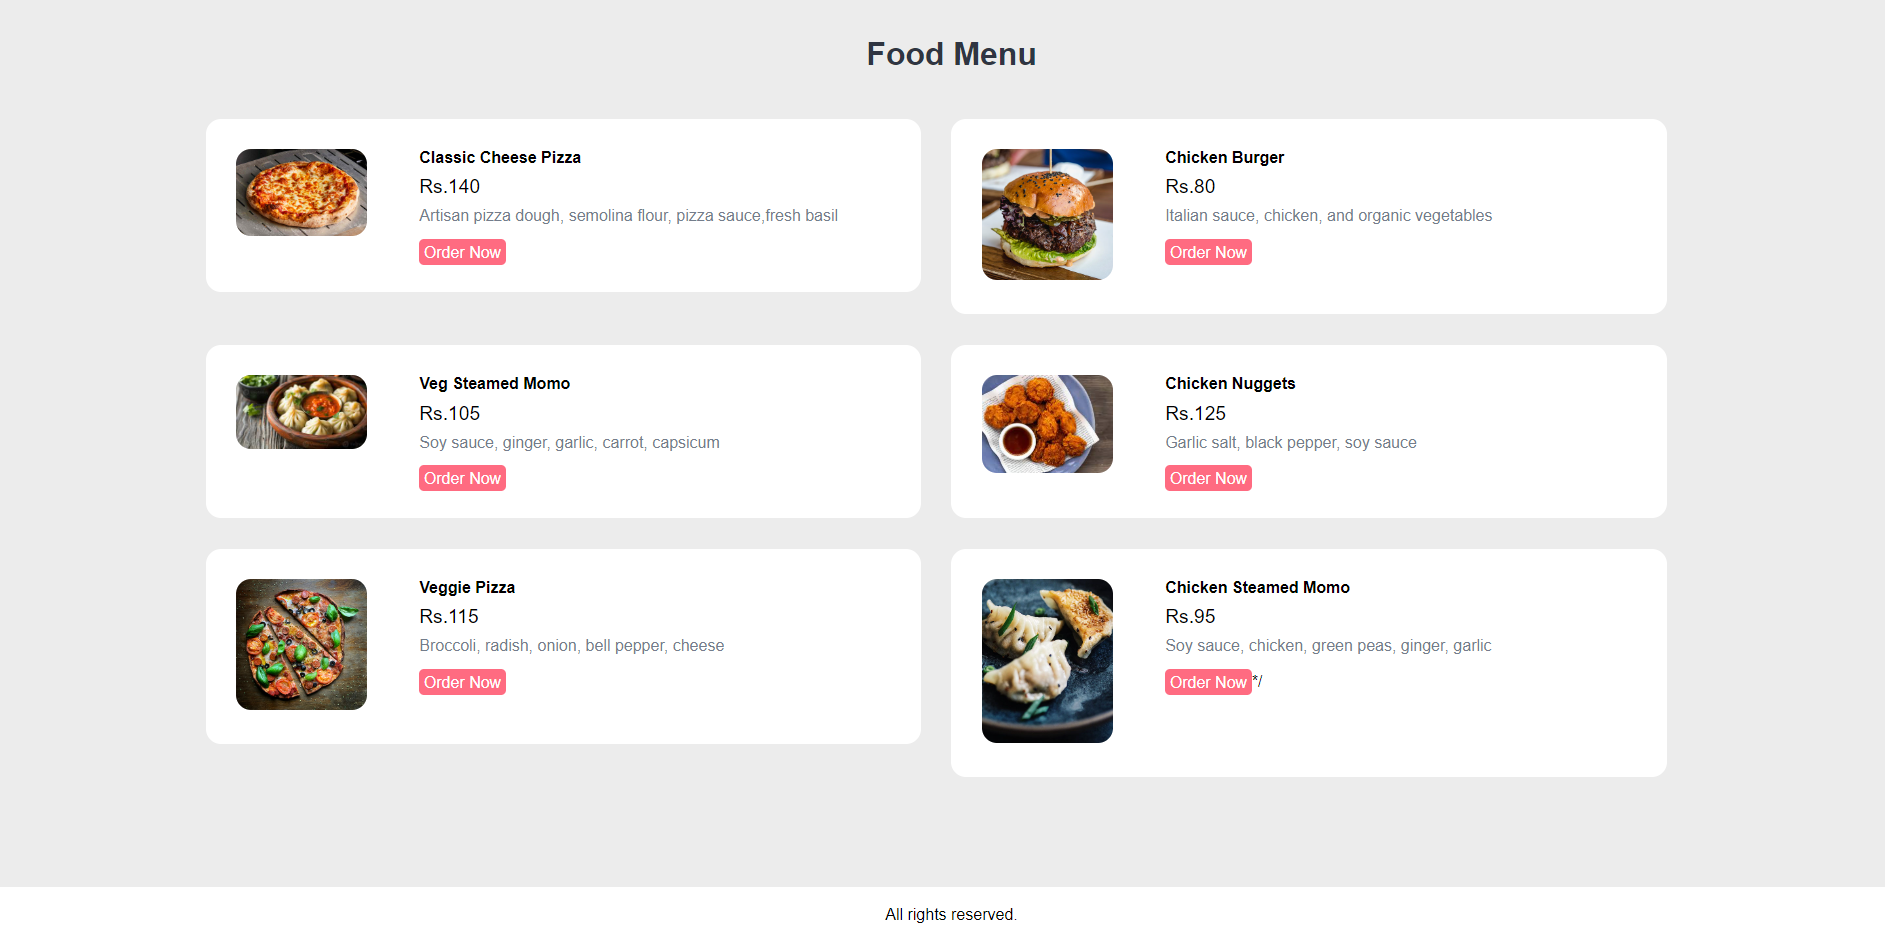 Food Menu
Classic Cheese Pizza
Rs.140
Artisan pizza dough, semolina flour, pizza sauce,fresh basil
Order Now
Chicken Burger
Rs.80
Italian sauce, chicken, and organic vegetables
Order Now
Veg Steamed Momo
Rs.105
Soy sauce, ginger, garlic, carrot, capsicum
Order Now
Chicken Nuggets
Rs.125
Garlic salt, black pepper, soy sauce
Order Now
Veggie Pizza
Rs.115
Broccoli, radish, onion, bell pepper, cheese
Order Now
Chicken Steamed Momo
Rs.95
Soy sauce, chicken, green peas, ginger, garlic
Order Now*/
All rights reserved.